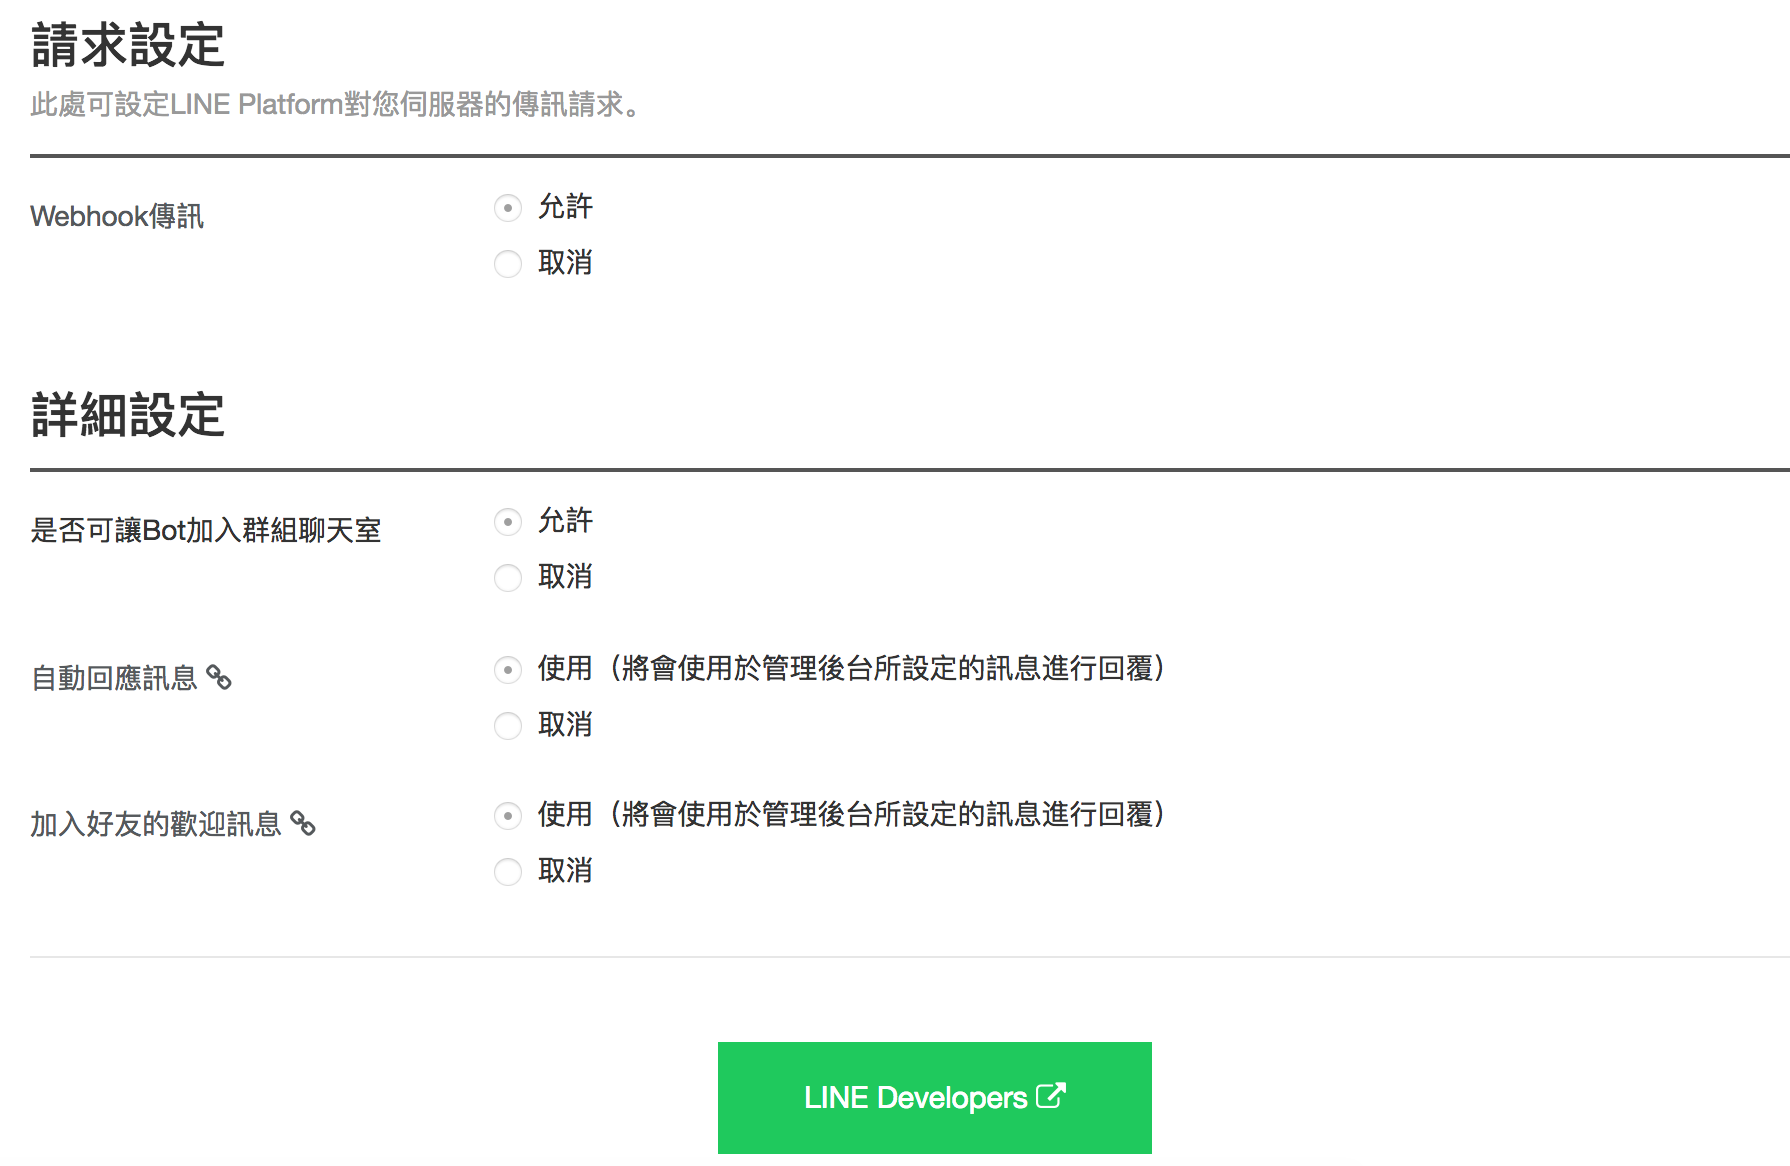 請求設定
此處可設定LINE Platform對您伺服器的傳訊請求。
Webhook傳訊
允許
取消
詳細設定
是否可讓Bot加入群組聊天室
允許
取消
自動回應訊息
使用（將會使用於管理後台所設定的訊息進行回覆）
取消
加入好友的歡迎訊息
使用（將會使用於管理後台所設定的訊息進行回覆）
取消
LINE Developers